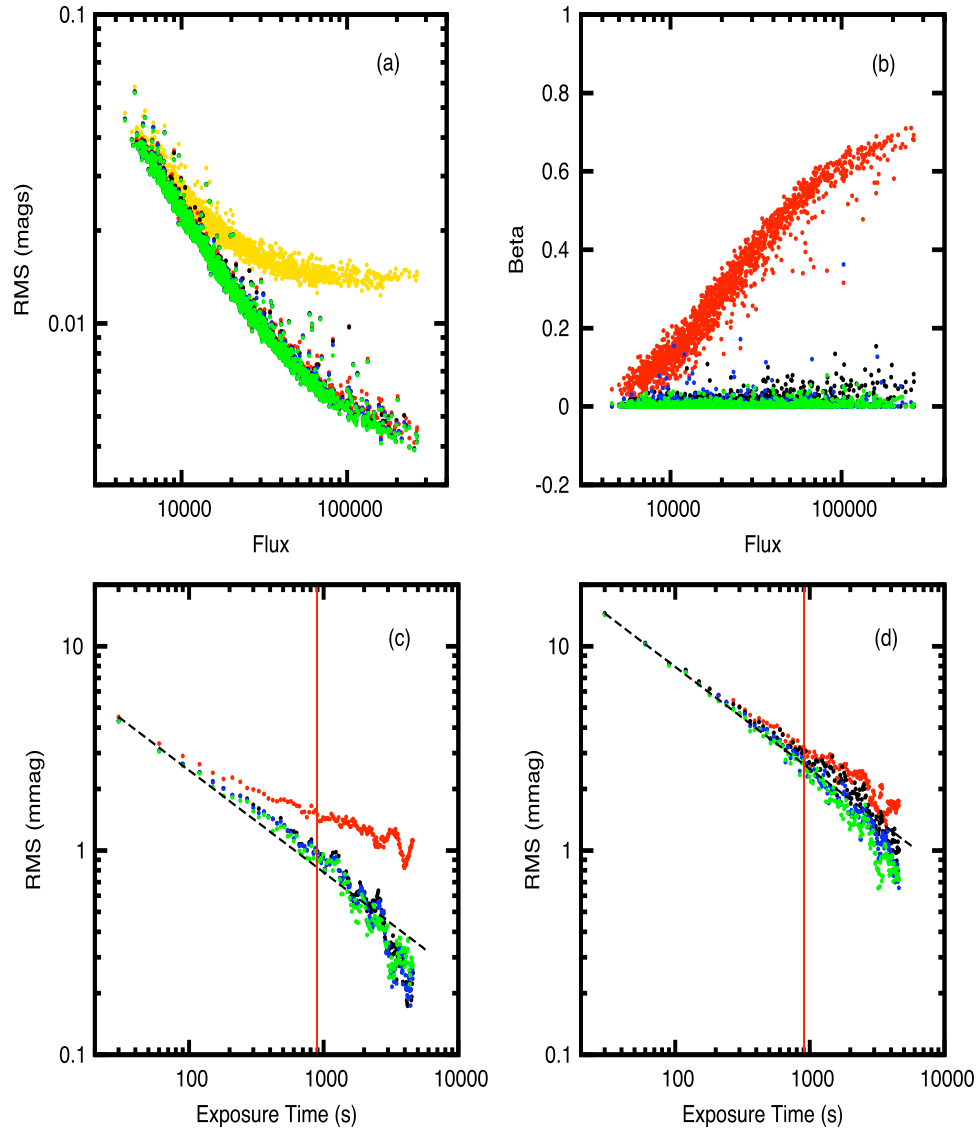 0.1
0.01
RMS (mags)
(a)
10000
100000
Flux
1
0.8
0.6
0.4
0.2
0
-0.2
Beta
(b)
10000
100000
Flux
10
1
0.1
RMS (mmag)
(c)
100
1000
10000
Exposure Time (s)
10
1
0.1
RMS (mmag)
(d)
100
1000
10000
Exposure Time (s)